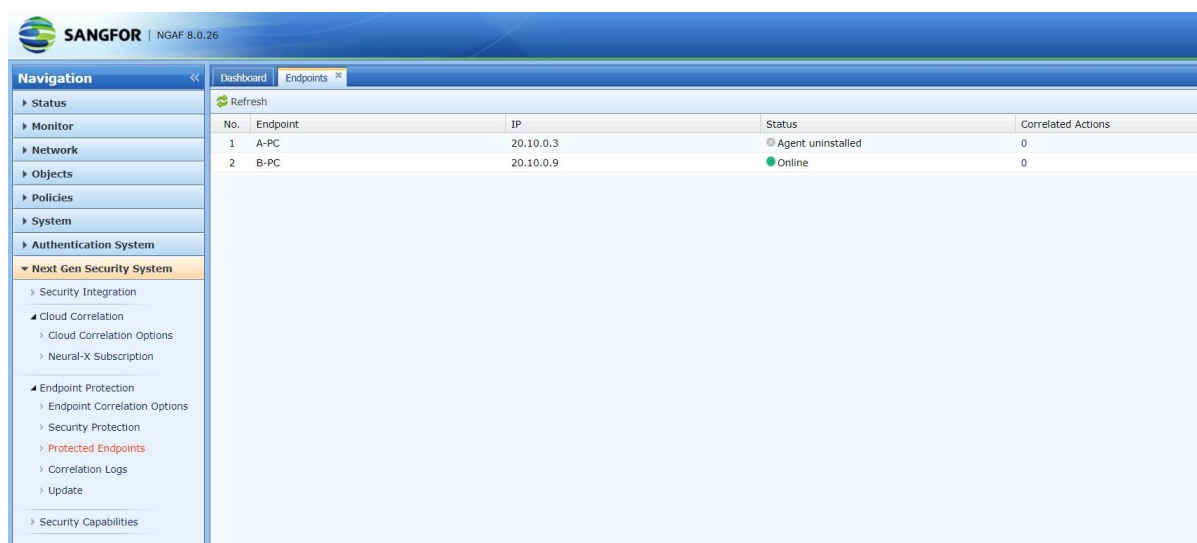 SANGFOR | NGAF 8.0.26
Navigation «
Dashboard Endpoints ×
Status
Refresh
Monitor
No. Endpoint IP Status Correlated Actions
1 A-PC 20.10.0.3 Agent uninstalled 0
Network
2 B-PC 20.10.0.9 Online 0
Objects
Policies
System
Authentication System
Next Gen Security System
Security Integration
Cloud Correlation
Cloud Correlation Options
Neural-X Subscription
Endpoint Protection
Endpoint Correlation Options
Security Protection
Protected Endpoints
Correlation Logs
Update
Security Capabilities